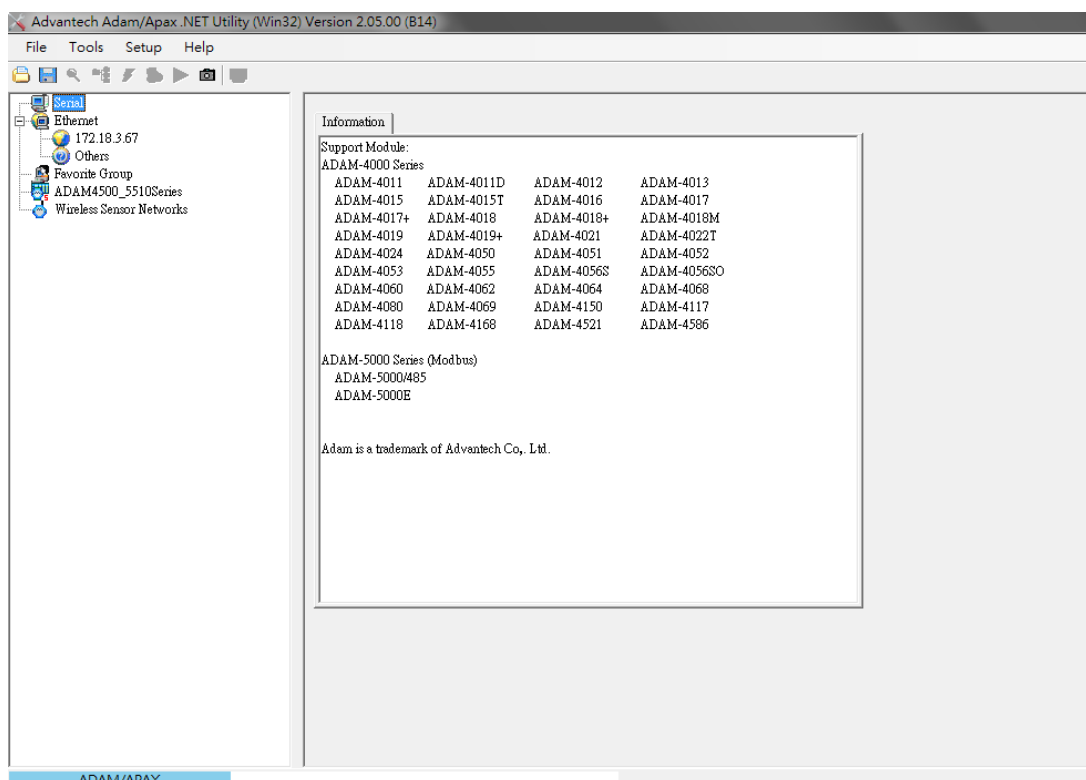 Advantech Adam/Apax .NET Utility (Win32) Version 2.05.00 (B14)
File Tools Setup Help
Serial
Ethernet
172.18.3.67
Others
Favorite Group
ADAM4500_5510Series
Wireless Sensor Networks
Information
Support Module:
ADAM-4000 Series
ADAM-4011 ADAM-4011D ADAM-4012 ADAM-4013
ADAM-4015 ADAM-4015T ADAM-4016 ADAM-4017
ADAM-4017+ ADAM-4018 ADAM-4018+ ADAM-4018M
ADAM-4019 ADAM-4019+ ADAM-4021 ADAM-4022T
ADAM-4024 ADAM-4050 ADAM-4051 ADAM-4052
ADAM-4053 ADAM-4055 ADAM-4056S ADAM-4056SO
ADAM-4060 ADAM-4062 ADAM-4064 ADAM-4068
ADAM-4080 ADAM-4069 ADAM-4150 ADAM-4117
ADAM-4118 ADAM-4168 ADAM-4521 ADAM-4586
ADAM-5000 Series (Modbus)
ADAM-5000/485
ADAM-5000E
Adam is a trademark of Advantech Co,. Ltd.
ADAM/APAX